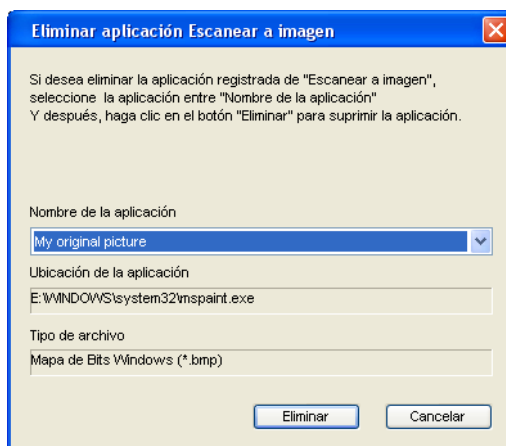 Eliminar aplicación Escanear a imagen
Si desea eliminar la aplicación registrada de "Escanear a imagen",
seleccione la aplicación entre "Nombre de la aplicación"
Y después, haga clic en el botón "Eliminar" para suprimir la aplicación.
Nombre de la aplicación
My original picture
Ubicación de la aplicación
E:\WINDOWS\system32\mspaint.exe
Tipo de archivo
Mapa de Bits Windows (*.bmp)
Eliminar
Cancelar